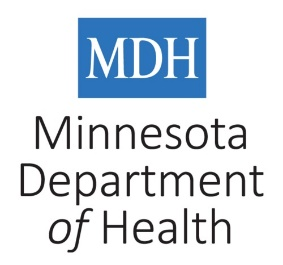 MDH
Minnesota
Department
of Health